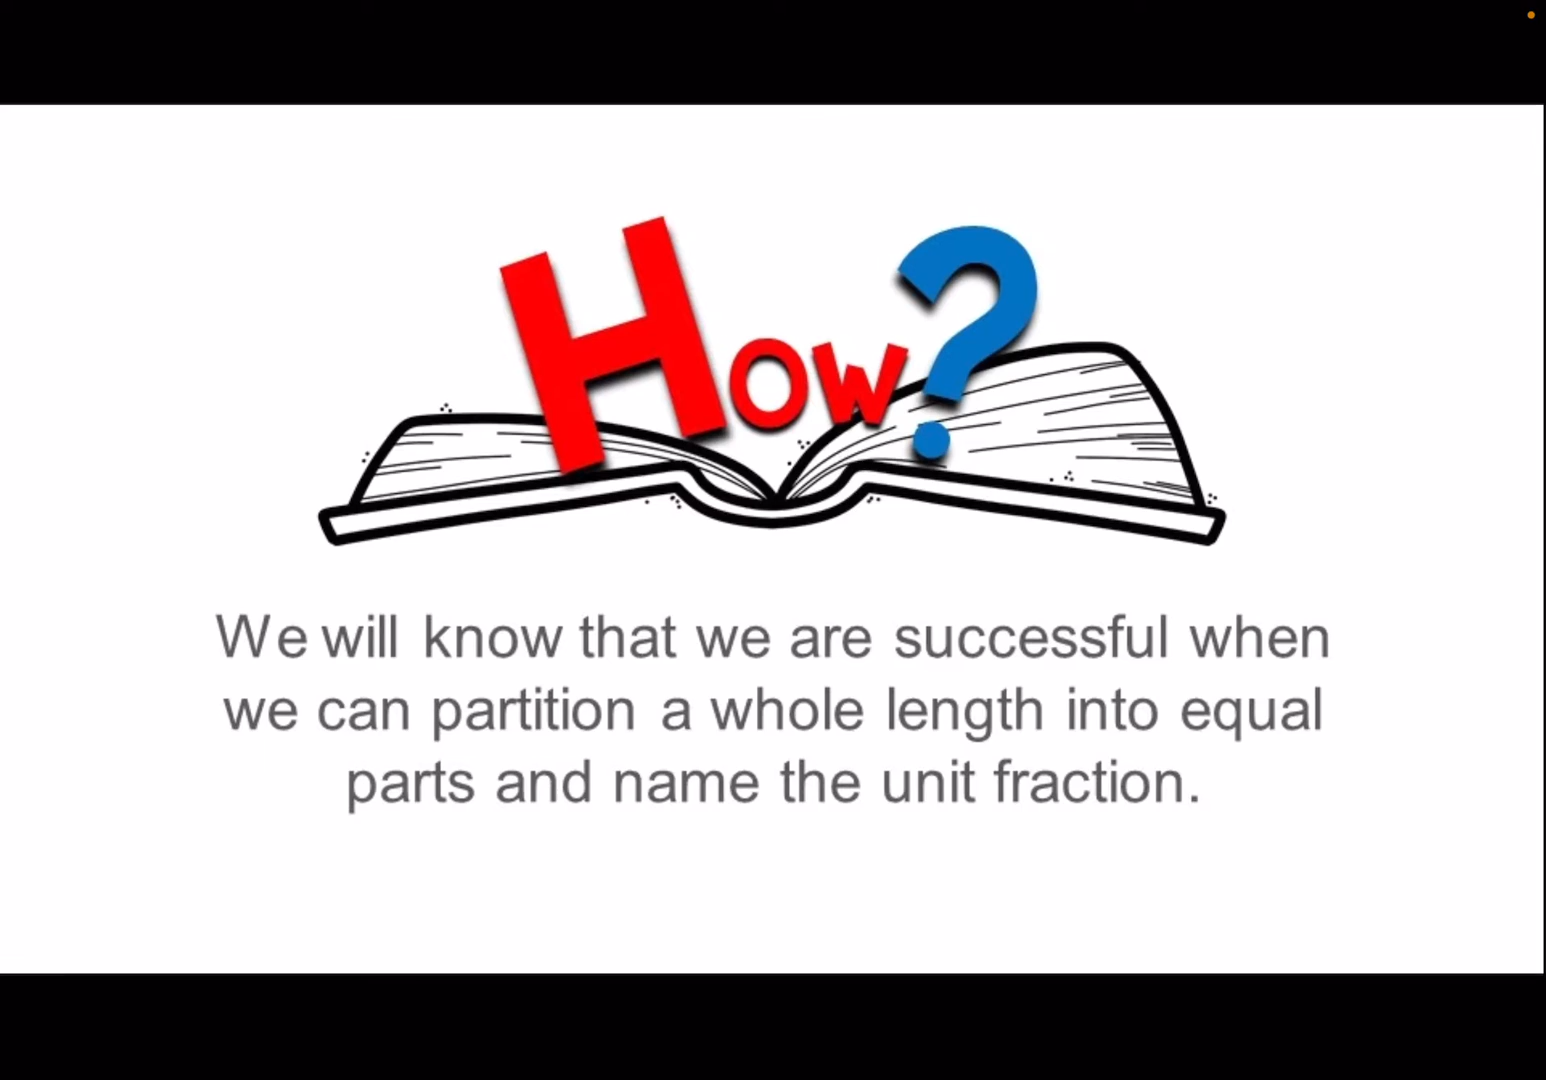 How?
We will know that we are successful when
we can partition a whole length into equal
parts and name the unit fraction.